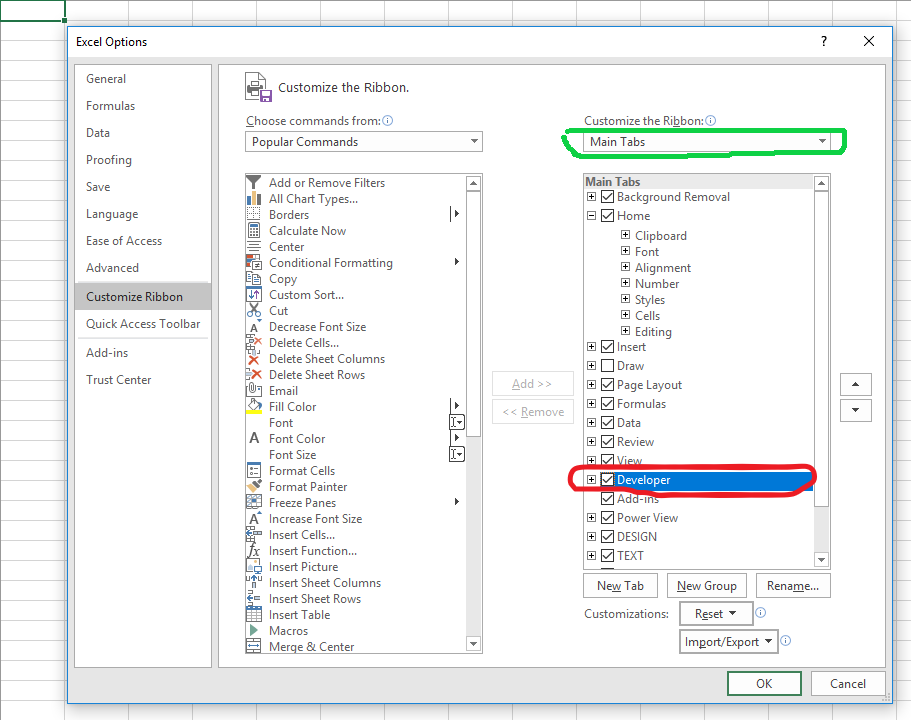 Excel Options
?
General
Formulas
Data
Proofing
Save
Language
Ease of Access
Advanced
Customize Ribbon
Quick Access Toolbar
Add-ins
Trust Center
Customize the Ribbon.
Choose commands from:
Popular Commands
Add or Remove Filters
All Chart Types...
Borders
Calculate Now
Center
Conditional Formatting
Copy
Custom Sort...
Cut
Decrease Font Size
Delete Cells...
Delete Sheet Columns
Delete Sheet Rows
Email
Fill Color
Font
Font Color
Font Size
Format Cells
Format Painter
Freeze Panes
Increase Font Size
Insert Cells...
Insert Function...
Insert Picture
Insert Sheet Columns
Insert Sheet Rows
Insert Table
Macros
Merge & Center
Add >>
<< Remove
Customize the Ribbon:
Main Tabs
Main Tabs
Background Removal
Home
Clipboard
Font
Alignment
Number
Styles
Cells
Editing
Insert
Draw
Page Layout
Formulas
Data
Review
View
Developer
Add-ins
Power View
DESIGN
TEXT
New Tab
New Group
Rename...
Customizations:
Reset
Import/Export
OK
Cancel